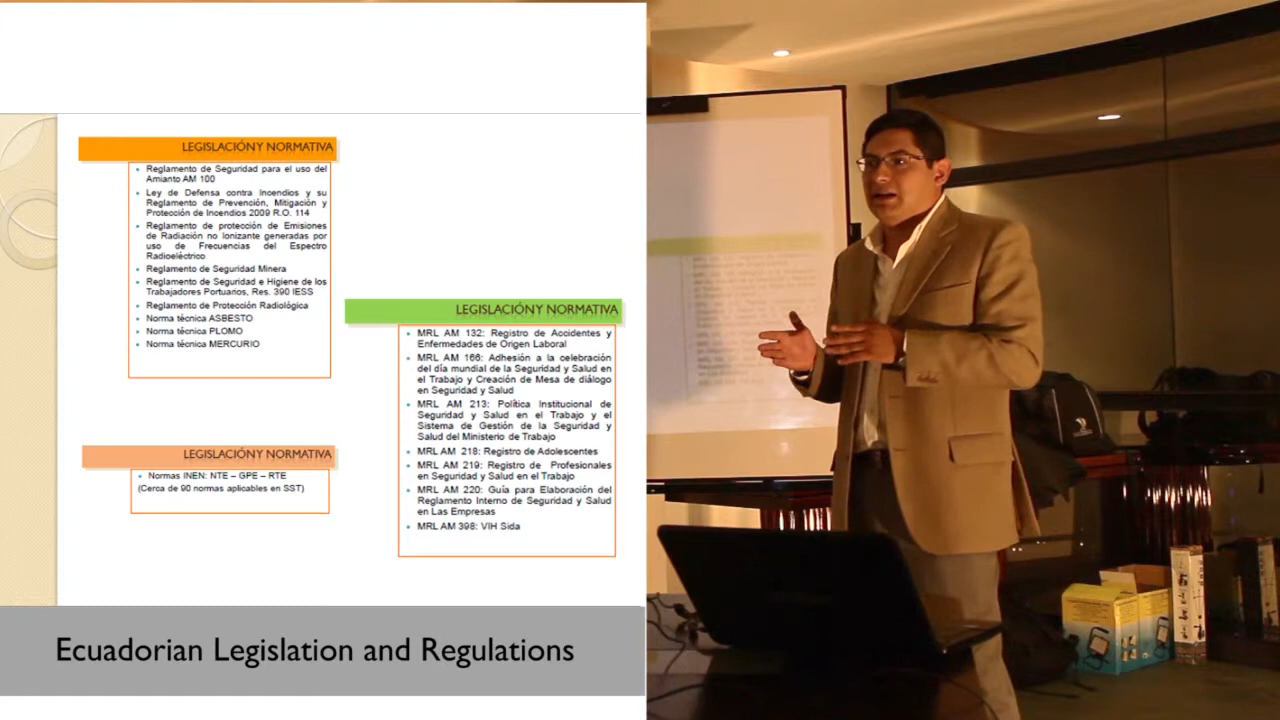 LEGISLACIÓN Y NORMATIVA
Reglamento de Seguridad para el uso del
Amianto AM 100
Ley de Defensa contra Incendios y su
Reglamento de Prevención, Mitigación y
Protección de Incendios 2009 R.O. 114
Reglamento de protección de Emisiones
de Radiación no Ionizante generadas por
uso de Frecuencias del Espectro
Radioeléctrico
Reglamento de Seguridad Minera
Reglamento de Seguridad e Higiene de los
Trabajadores Portuarios, Res. 390 IESS
Reglamento de Protección Radiológica
Norma técnica ASBESTO
Norma técnica PLOMO
Norma técnica MERCURIO
LEGISLACIÓN Y NORMATIVA
MRL AM 132: Registro de Accidentes y
Enfermedades de Origen Laboral
MRL AM 166: Adhesión a la celebración
del día mundial de la Seguridad y Salud en
el Trabajo y Creación de Mesa de diálogo
en Seguridad y Salud
MRL AM 213: Política Institucional de
Seguridad y Salud en el Trabajo y el
Sistema de Gestión de la Seguridad y
Salud del Ministerio de Trabajo
MRL AM 218: Registro de Adolescentes
MRL AM 219: Registro de Profesionales
en Seguridad y Salud en el Trabajo
MRL AM 220: Guía para Elaboración del
Reglamento Interno de Seguridad y Salud
en Las Empresas
MRL AM 398: VIH Sida
LEGISLACIÓN Y NORMATIVA
Normas INEN: NTE – GPE – RTE
(Cerca de 90 normas aplicables en SST)
Ecuadorian Legislation and Regulations